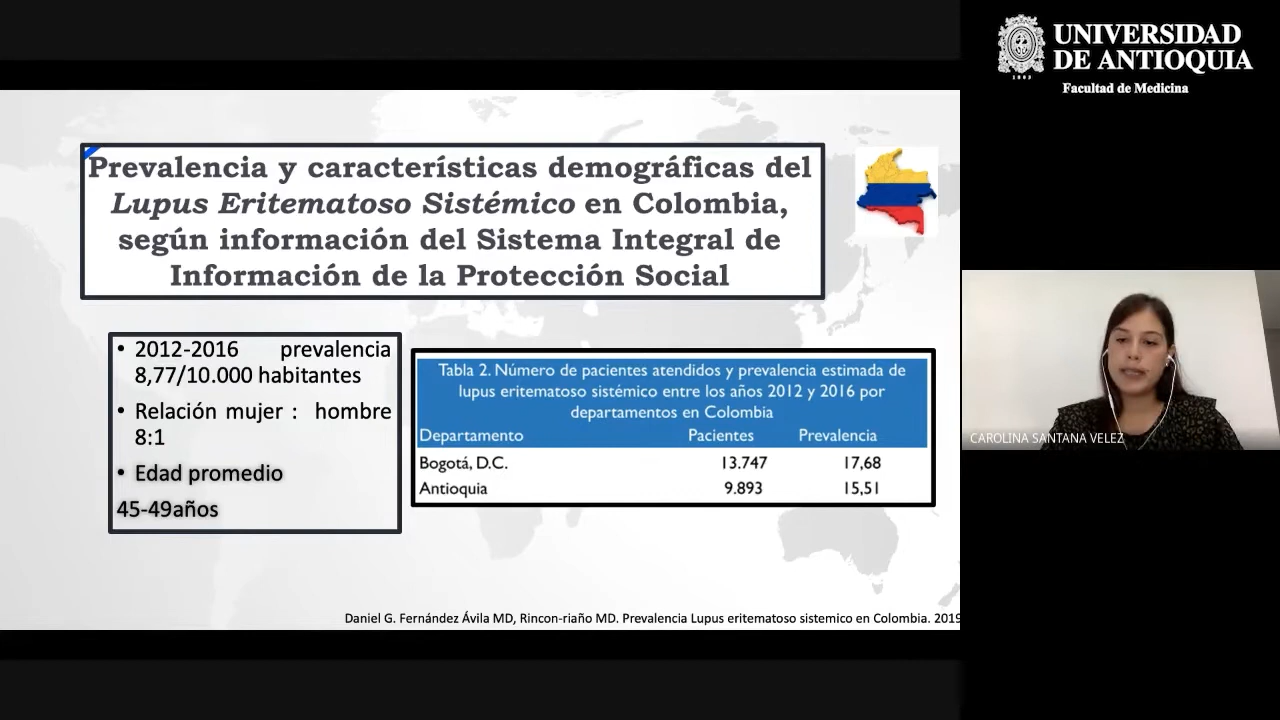 UNIVERSIDAD
DE ANTIOQUIA
1803
Facultad de Medicina
Prevalencia y características demográficas del
Lupus Eritematoso Sistémico en Colombia,
según información del Sistema Integral de
Información de la Protección Social
• 2012-2016 prevalencia
8,77/10.000 habitantes
• Relación mujer : hombre
8:1
• Edad promedio
45-49años
Tabla 2. Número de pacientes atendidos y prevalencia estimada de
lupus eritematoso sistémico entre los años 2012 y 2016 por
departamentos en Colombia
Departamento Pacientes Prevalencia
Bogotá, D.C. 13.747 17,68
Antioquia 9.893 15,51
CAROLINA SANTANA VELEZ
Daniel G. Fernández Ávila MD, Rincon-riaño MD. Prevalencia Lupus eritematoso sistemico en Colombia. 2019